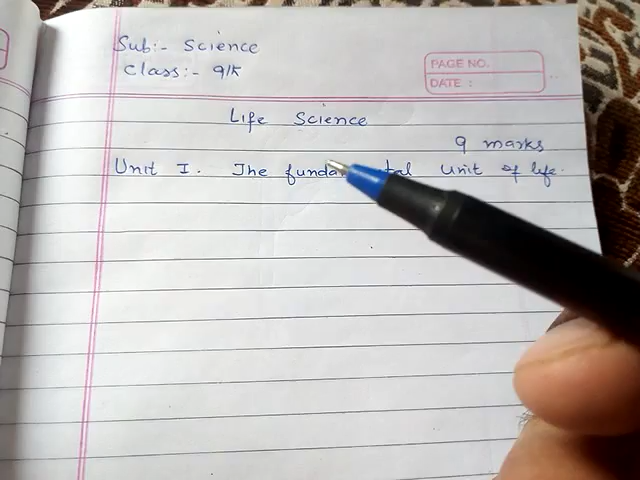 Sub:- Science
Class:- 9th
PAGE NO.
DATE :
Life Science
9 marks
Unit I. The fundamental unit of life.